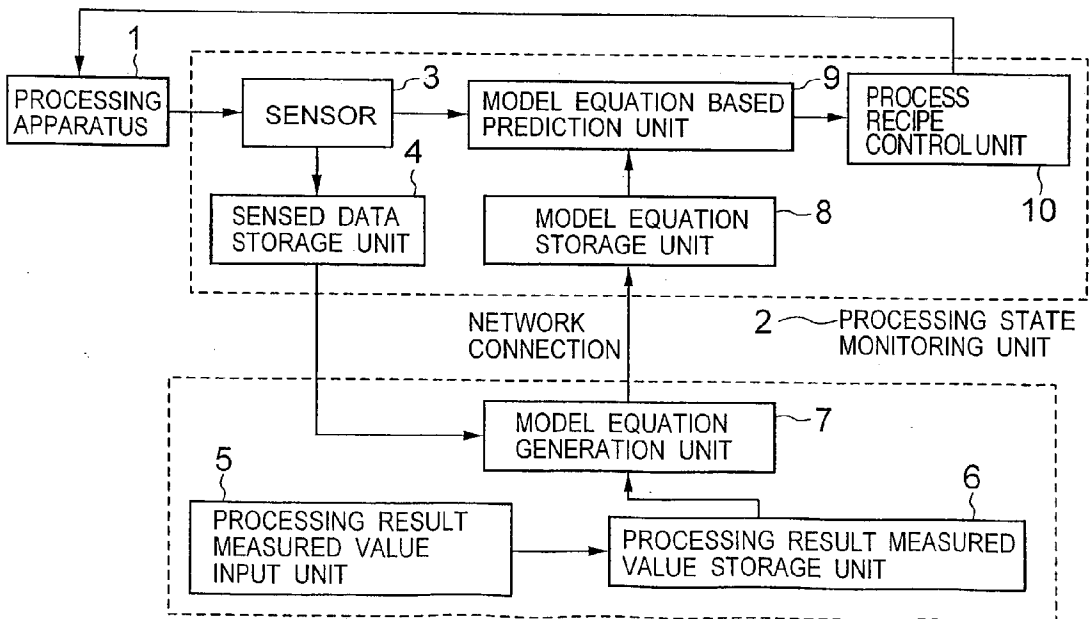 1
PROCESSING
APPARATUS
3
SENSOR
9
MODEL EQUATION BASED
PREDICTION UNIT
PROCESS
RECIPE
CONTROL UNIT
10
4
SENSED DATA
STORAGE UNIT
8
MODEL EQUATION
STORAGE UNIT
NETWORK
CONNECTION
2
PROCESSING STATE
MONITORING UNIT
7
MODEL EQUATION
GENERATION UNIT
5
PROCESSING RESULT
MEASURED VALUE
INPUT UNIT
6
PROCESSING RESULT MEASURED
VALUE STORAGE UNIT